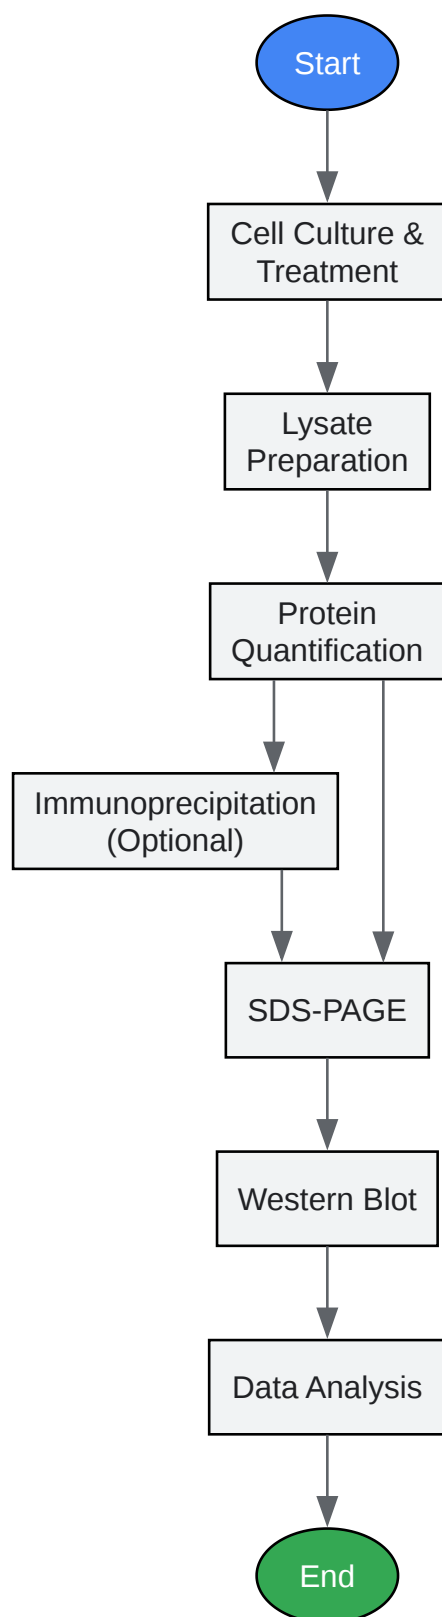 Start
Cell Culture &
Treatment
Lysate
Preparation
Protein
Quantification
Immunoprecipitation
(Optional)
SDS-PAGE
Western Blot
Data Analysis
End